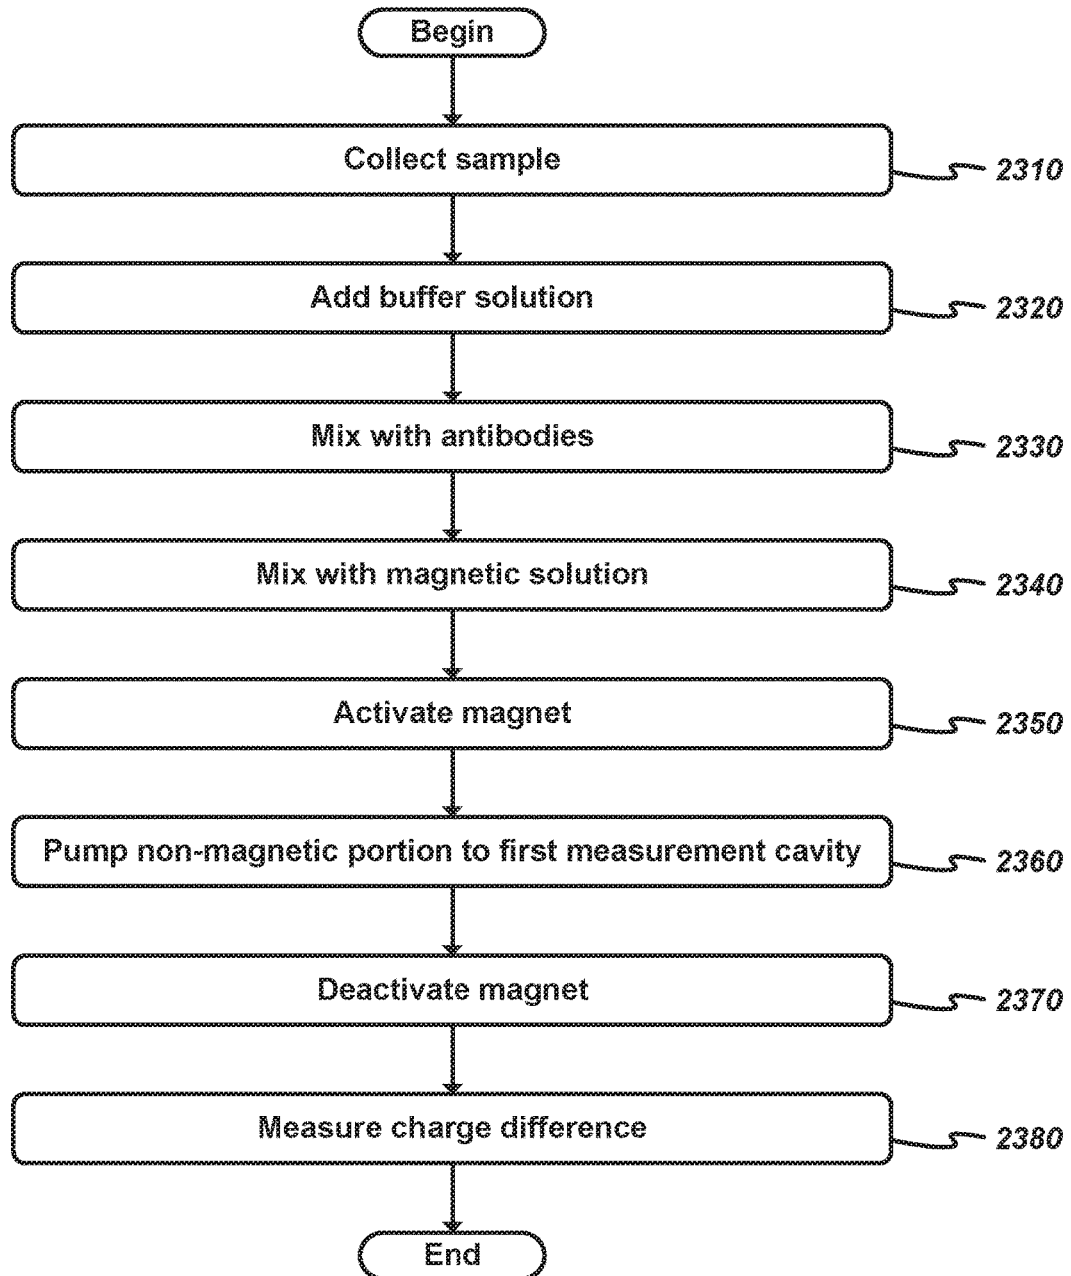 Begin
Collect sample
2310
Add buffer solution
2320
Mix with antibodies
2330
Mix with magnetic solution
2340
Activate magnet
2350
Pump non-magnetic portion to first measurement cavity
2360
Deactivate magnet
2370
Measure charge difference
2380
End